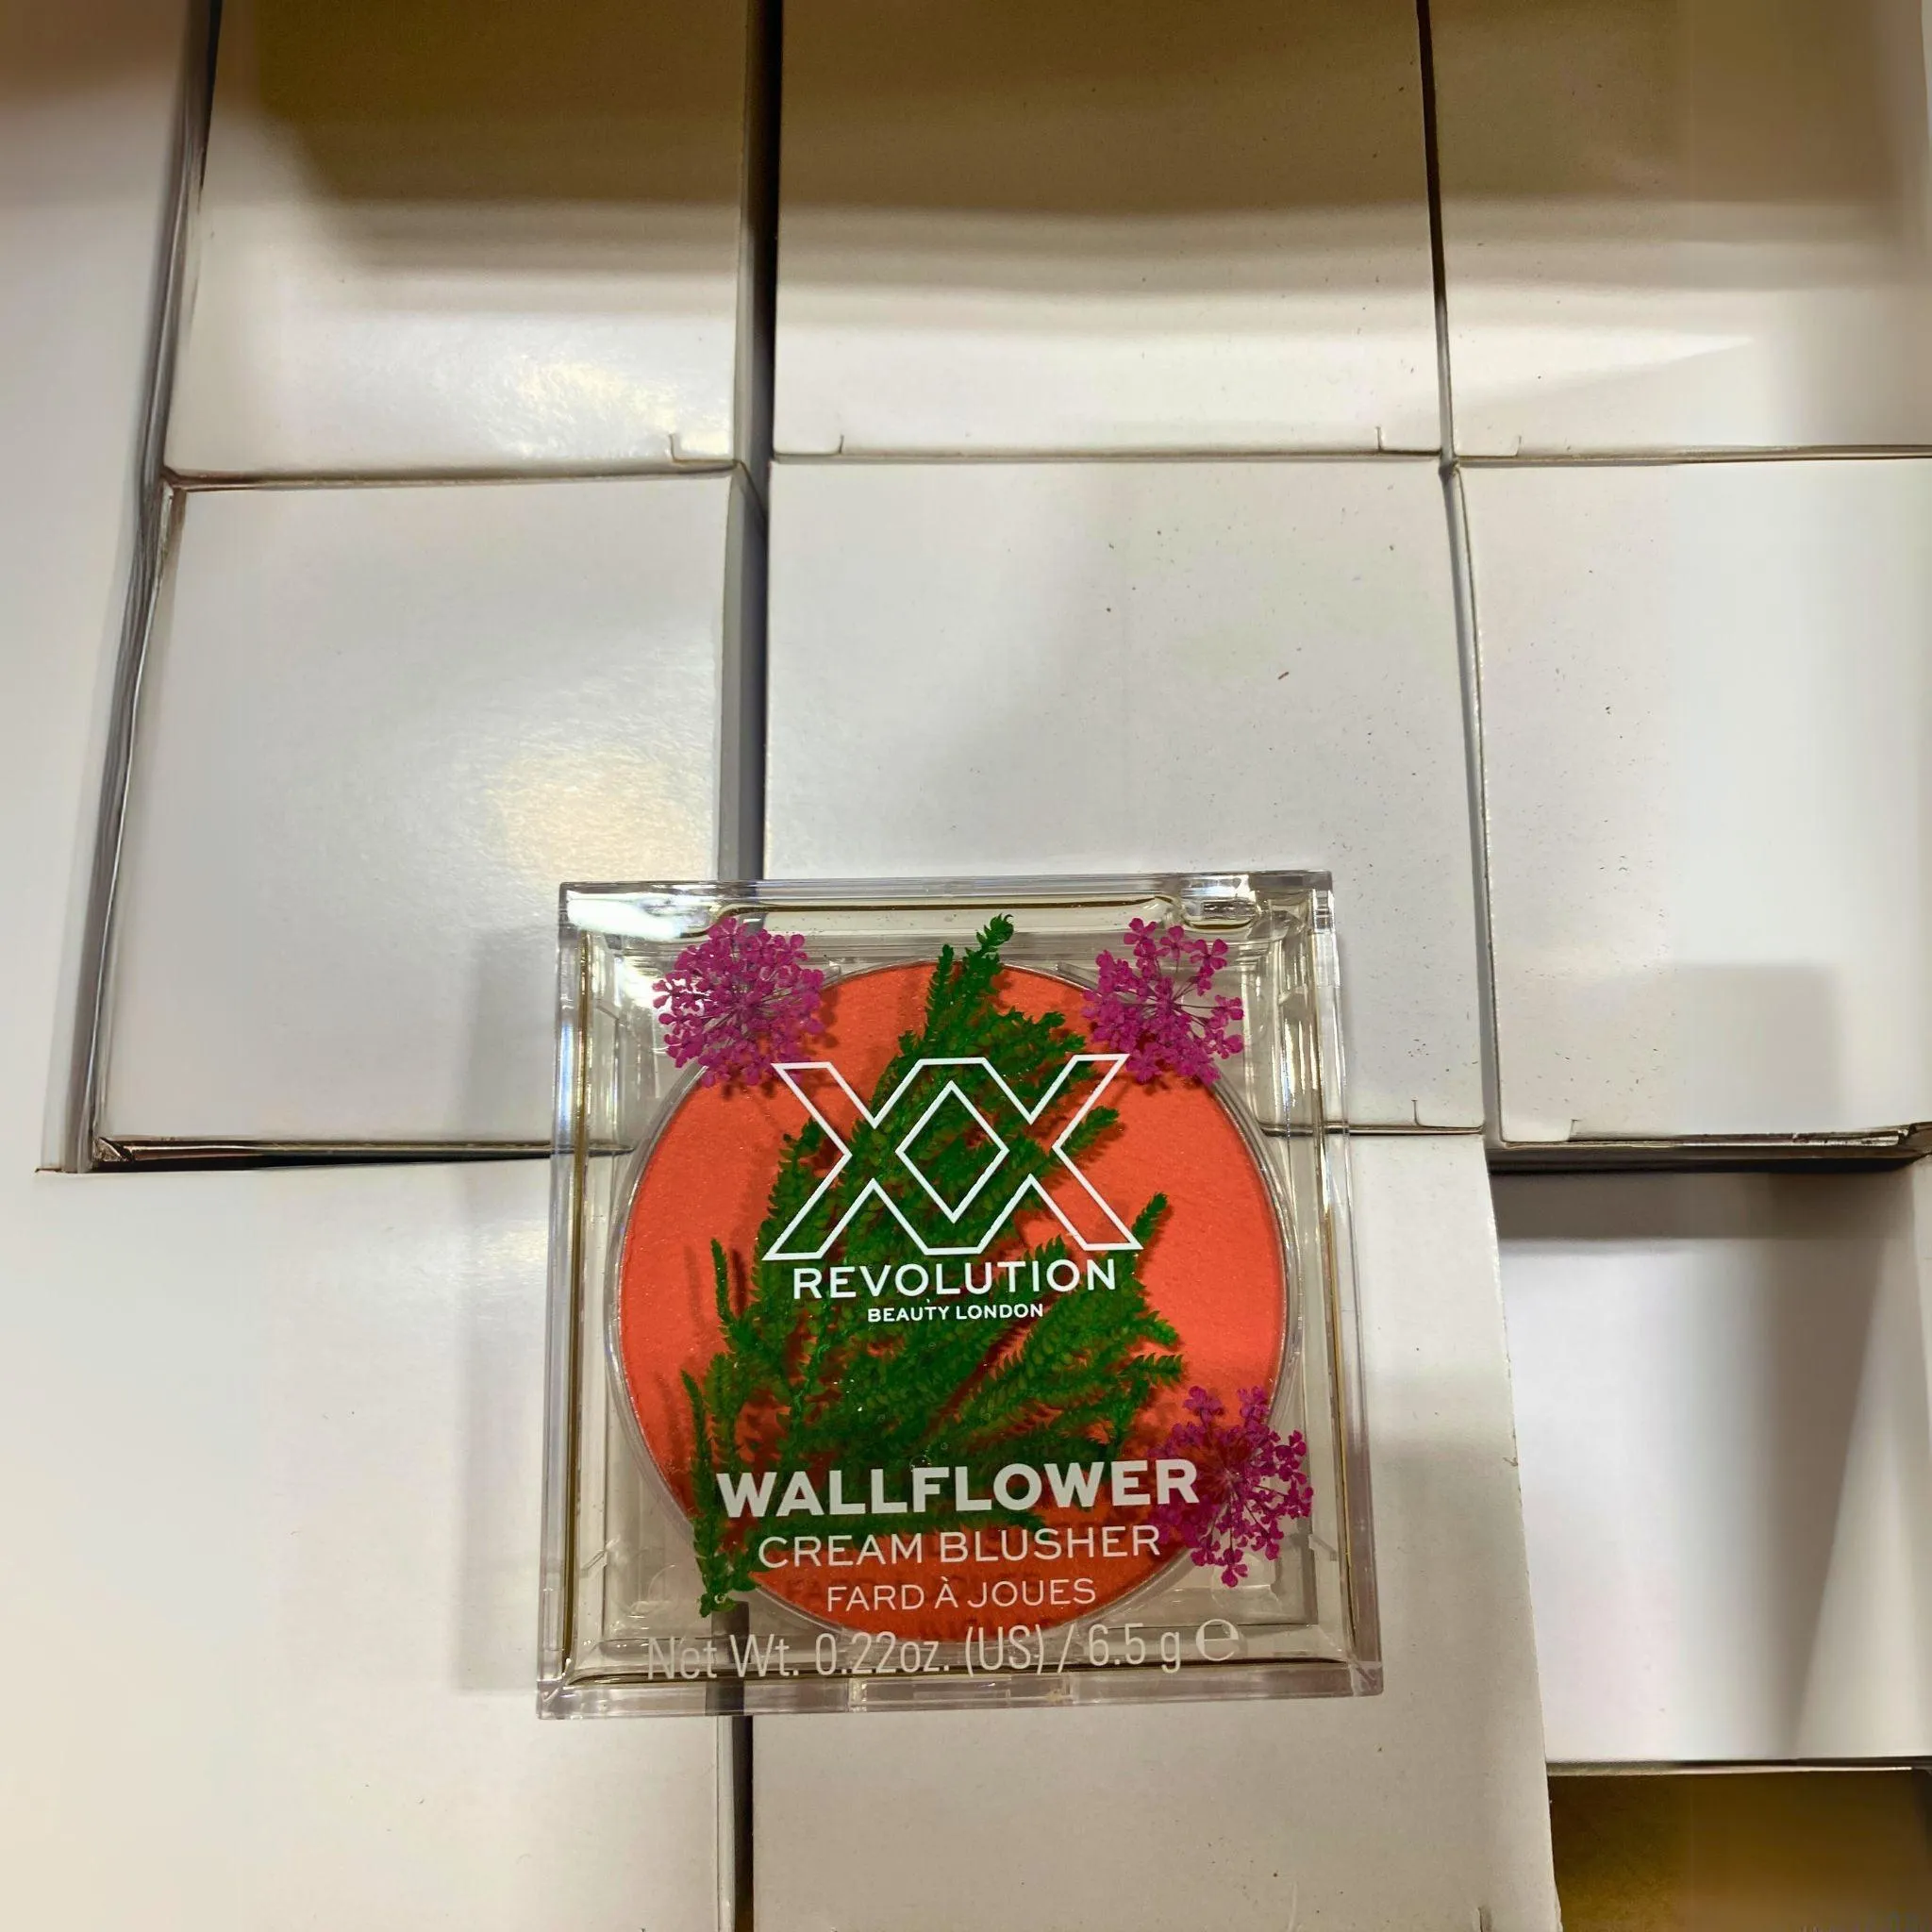 XX
REVOLUTION
BEAUTY LONDON
WALLFLOWER
CREAM BLUSHER
FARD À JOUES
Net Wt. 0.22oz. (US) / 6.5 g ℮